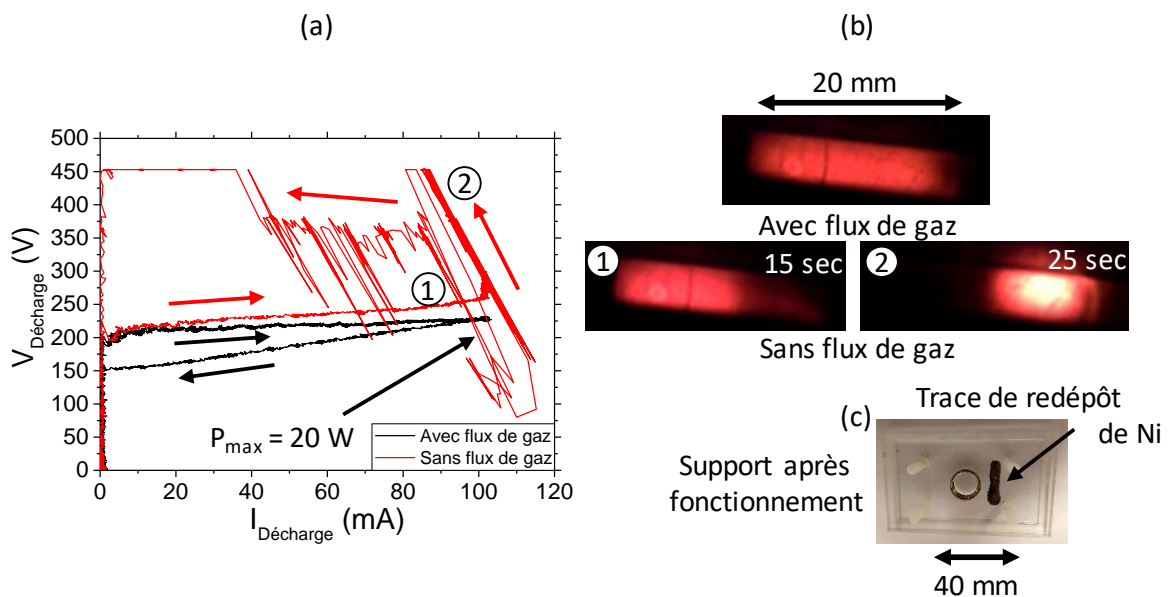 (a)
500
450
400
350
300
250
200
150
100
50
0
V Décharge (V)
0 20 40 60 80 100 120
I Décharge (mA)
1
2
P max = 20 W
Avec flux de gaz
Sans flux de gaz
(b)
20 mm
Avec flux de gaz
1 15 sec
2 25 sec
Sans flux de gaz
(c)
Trace de redépôt
de Ni
Support après
fonctionnement
40 mm